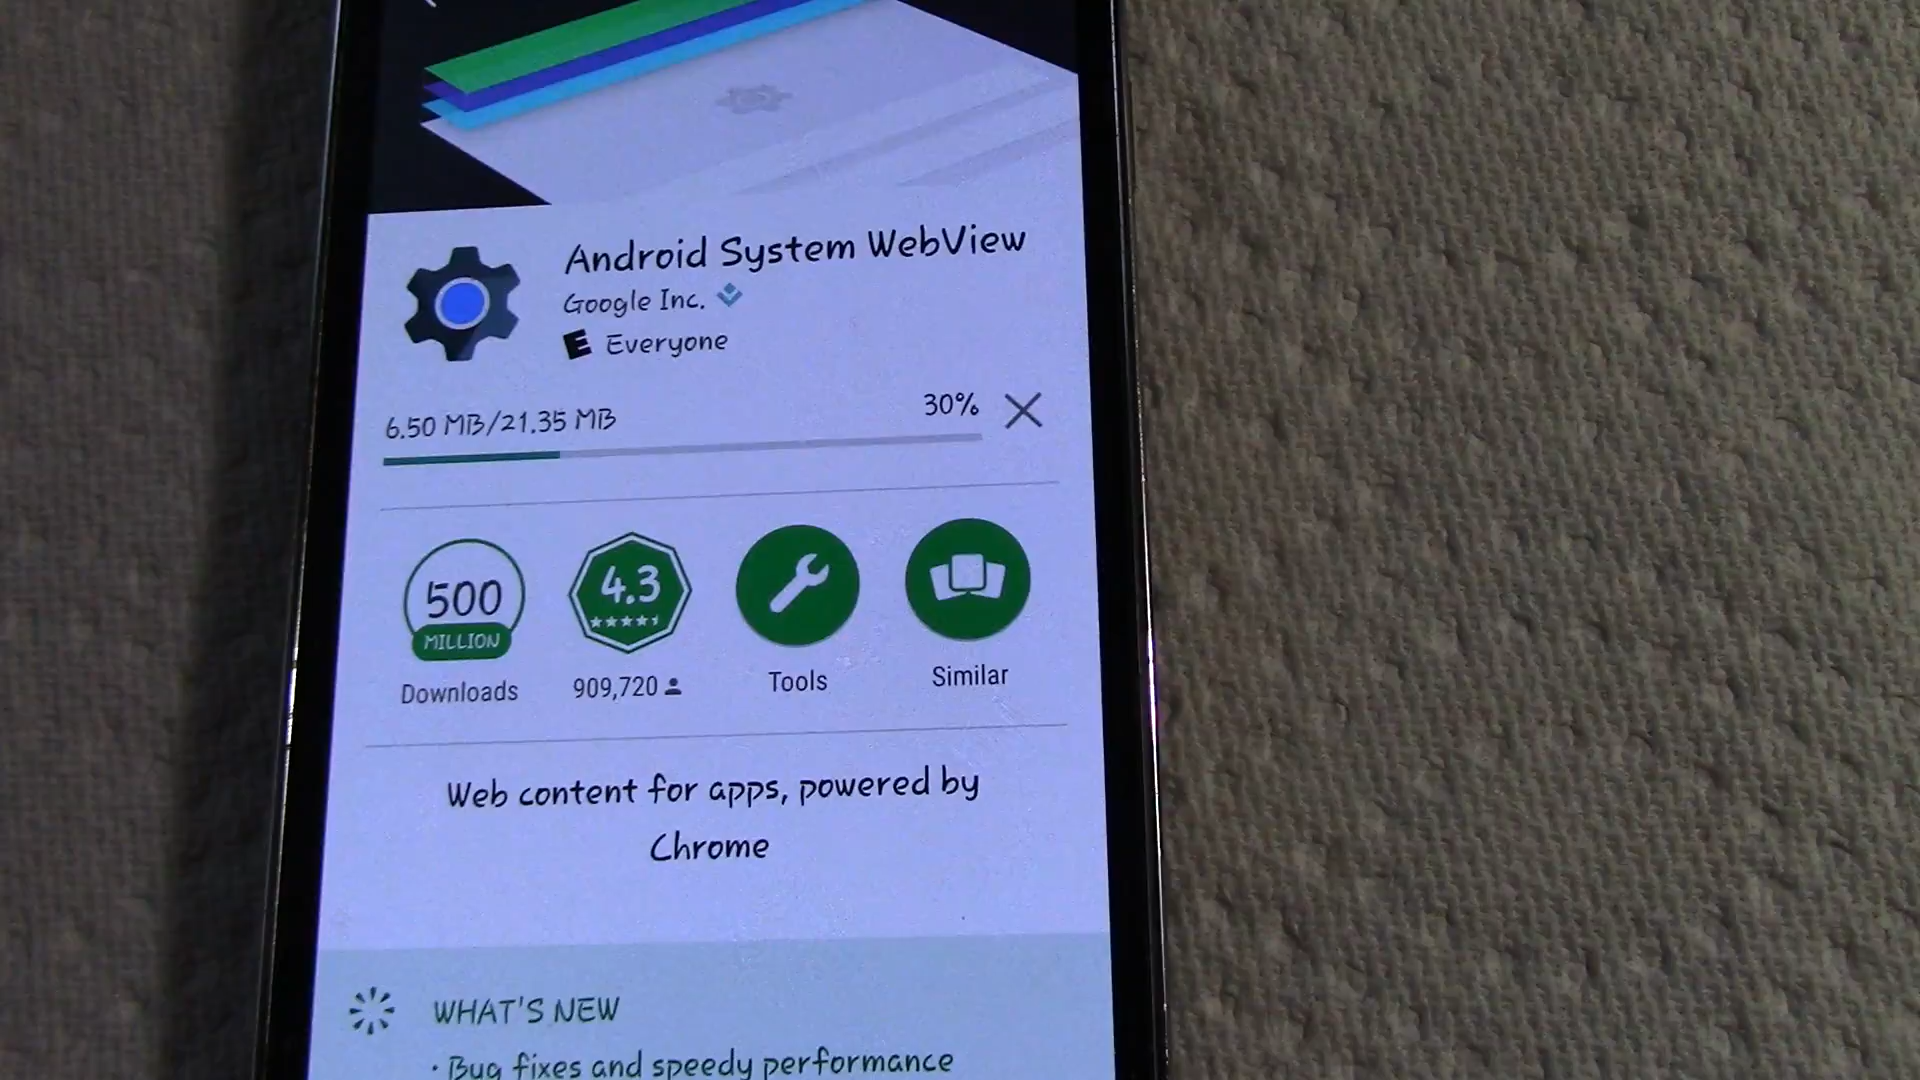 Android System WebView
Google Inc.
E Everyone
6.50 MB/21.35 MB 30%
500 MILLION
4.3
Downloads 909,720 Tools Similar
Web content for apps, powered by
Chrome
WHAT'S NEW
· Bug fixes and speedy performance